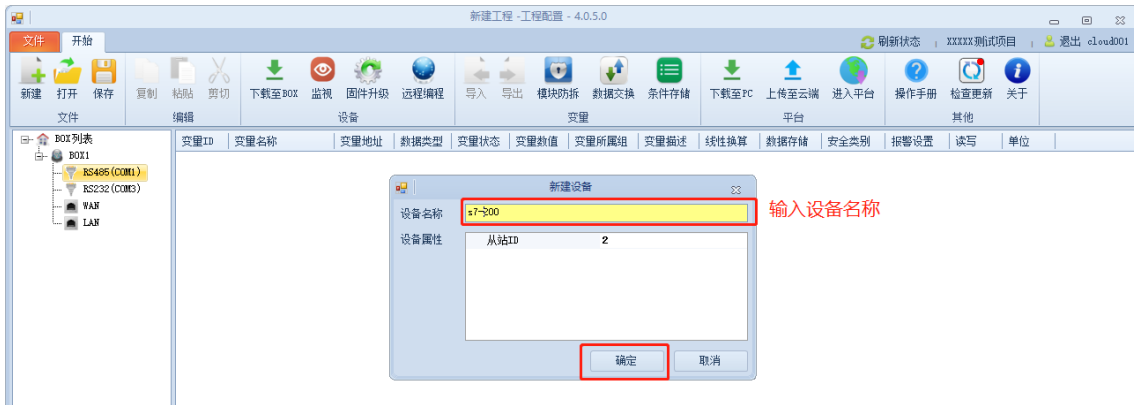 新建工程 -工程配置 - 4.0.5.0
文件 开始 刷新状态 XXXXX测试项目 退出 cloud001
新建 打开 保存 复制 粘贴 剪切 下载至BOX 监视 固件升级 远程编程 导入 导出 模块防拆 数据交换 条件存储 下载至PC 上传至云端 进入平台 操作手册 检查更新 关于
文件 编辑 设备 变量 平台 其他
BOX列表 变量ID 变量名称 变量地址 数据类型 变量状态 变量数值 变量所属组 变量描述 线性换算 数据存储 安全类别 报警设置 读写 单位
BOX1
RS485(COM1)
RS232(COM3)
WAN
LAN
新建设备
设备名称 s7-200 输入设备名称
设备属性 从站ID 2
确定 取消